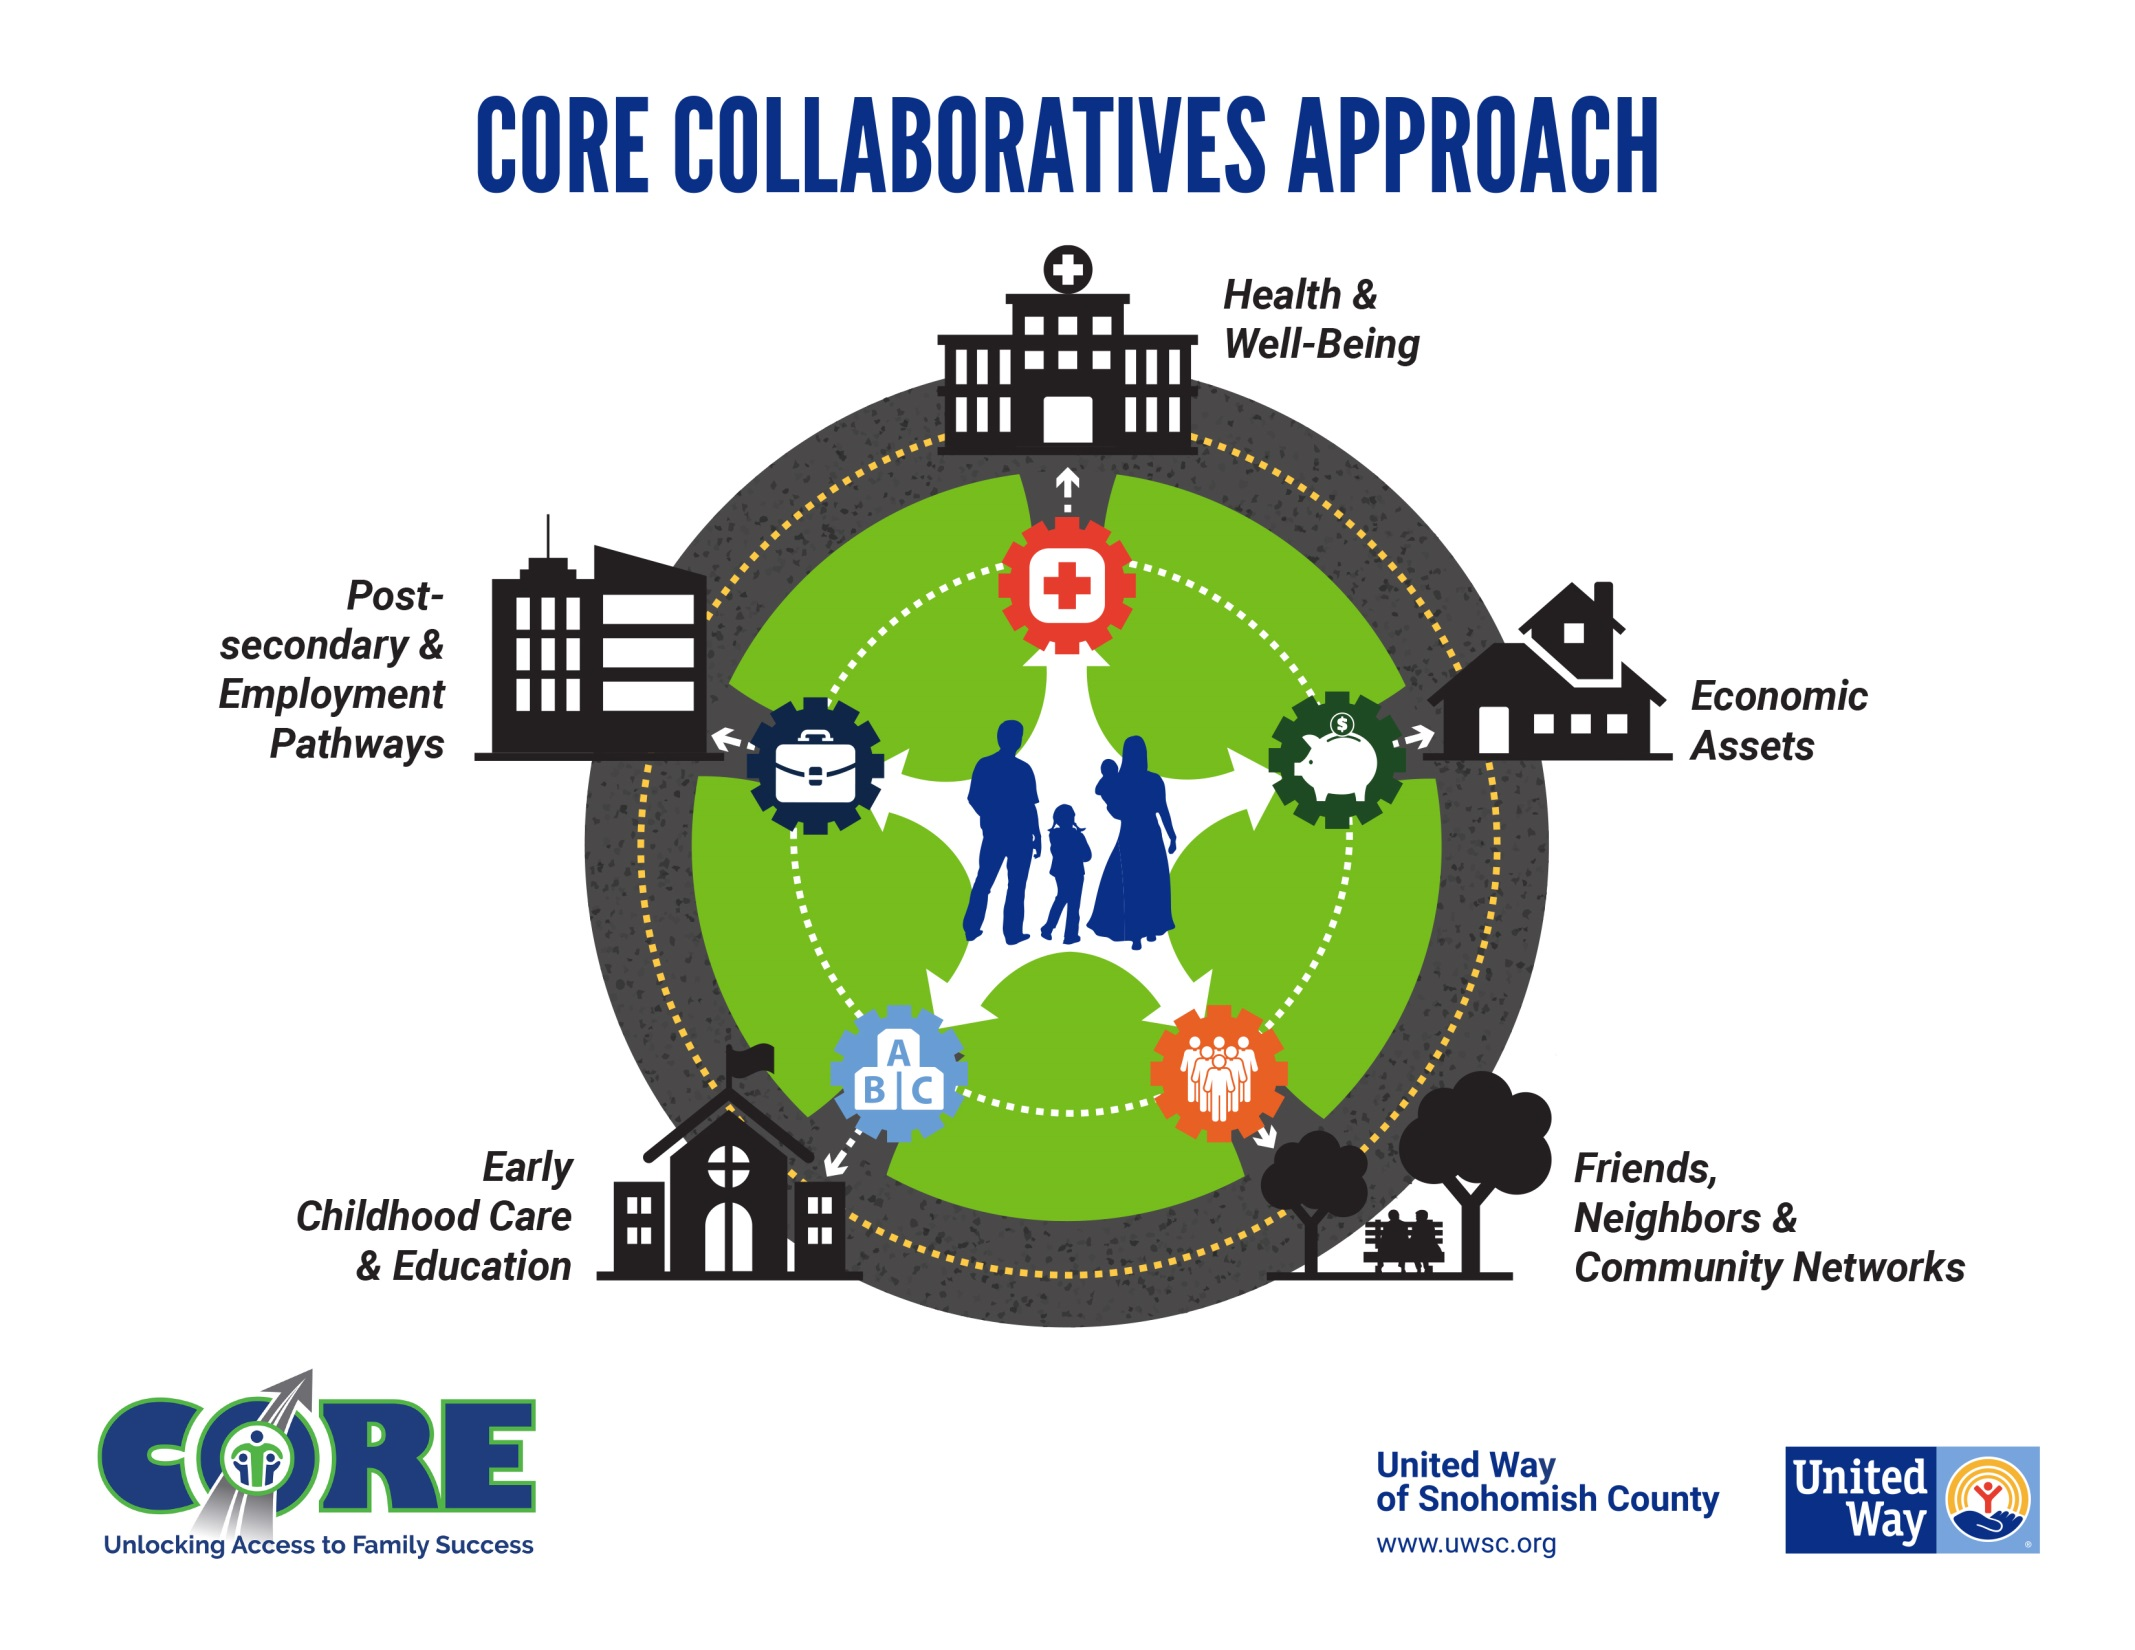 CORE COLLABORATIVES APPROACH
Health &
Well-Being
Post-
secondary &
Employment
Pathways
$
Economic
Assets
A
B C
Early
Childhood Care
& Education
Friends,
Neighbors &
Community Networks
CORE
Unlocking Access to Family Success
United Way
of Snohomish County
www.uwsc.org
United
Way
®